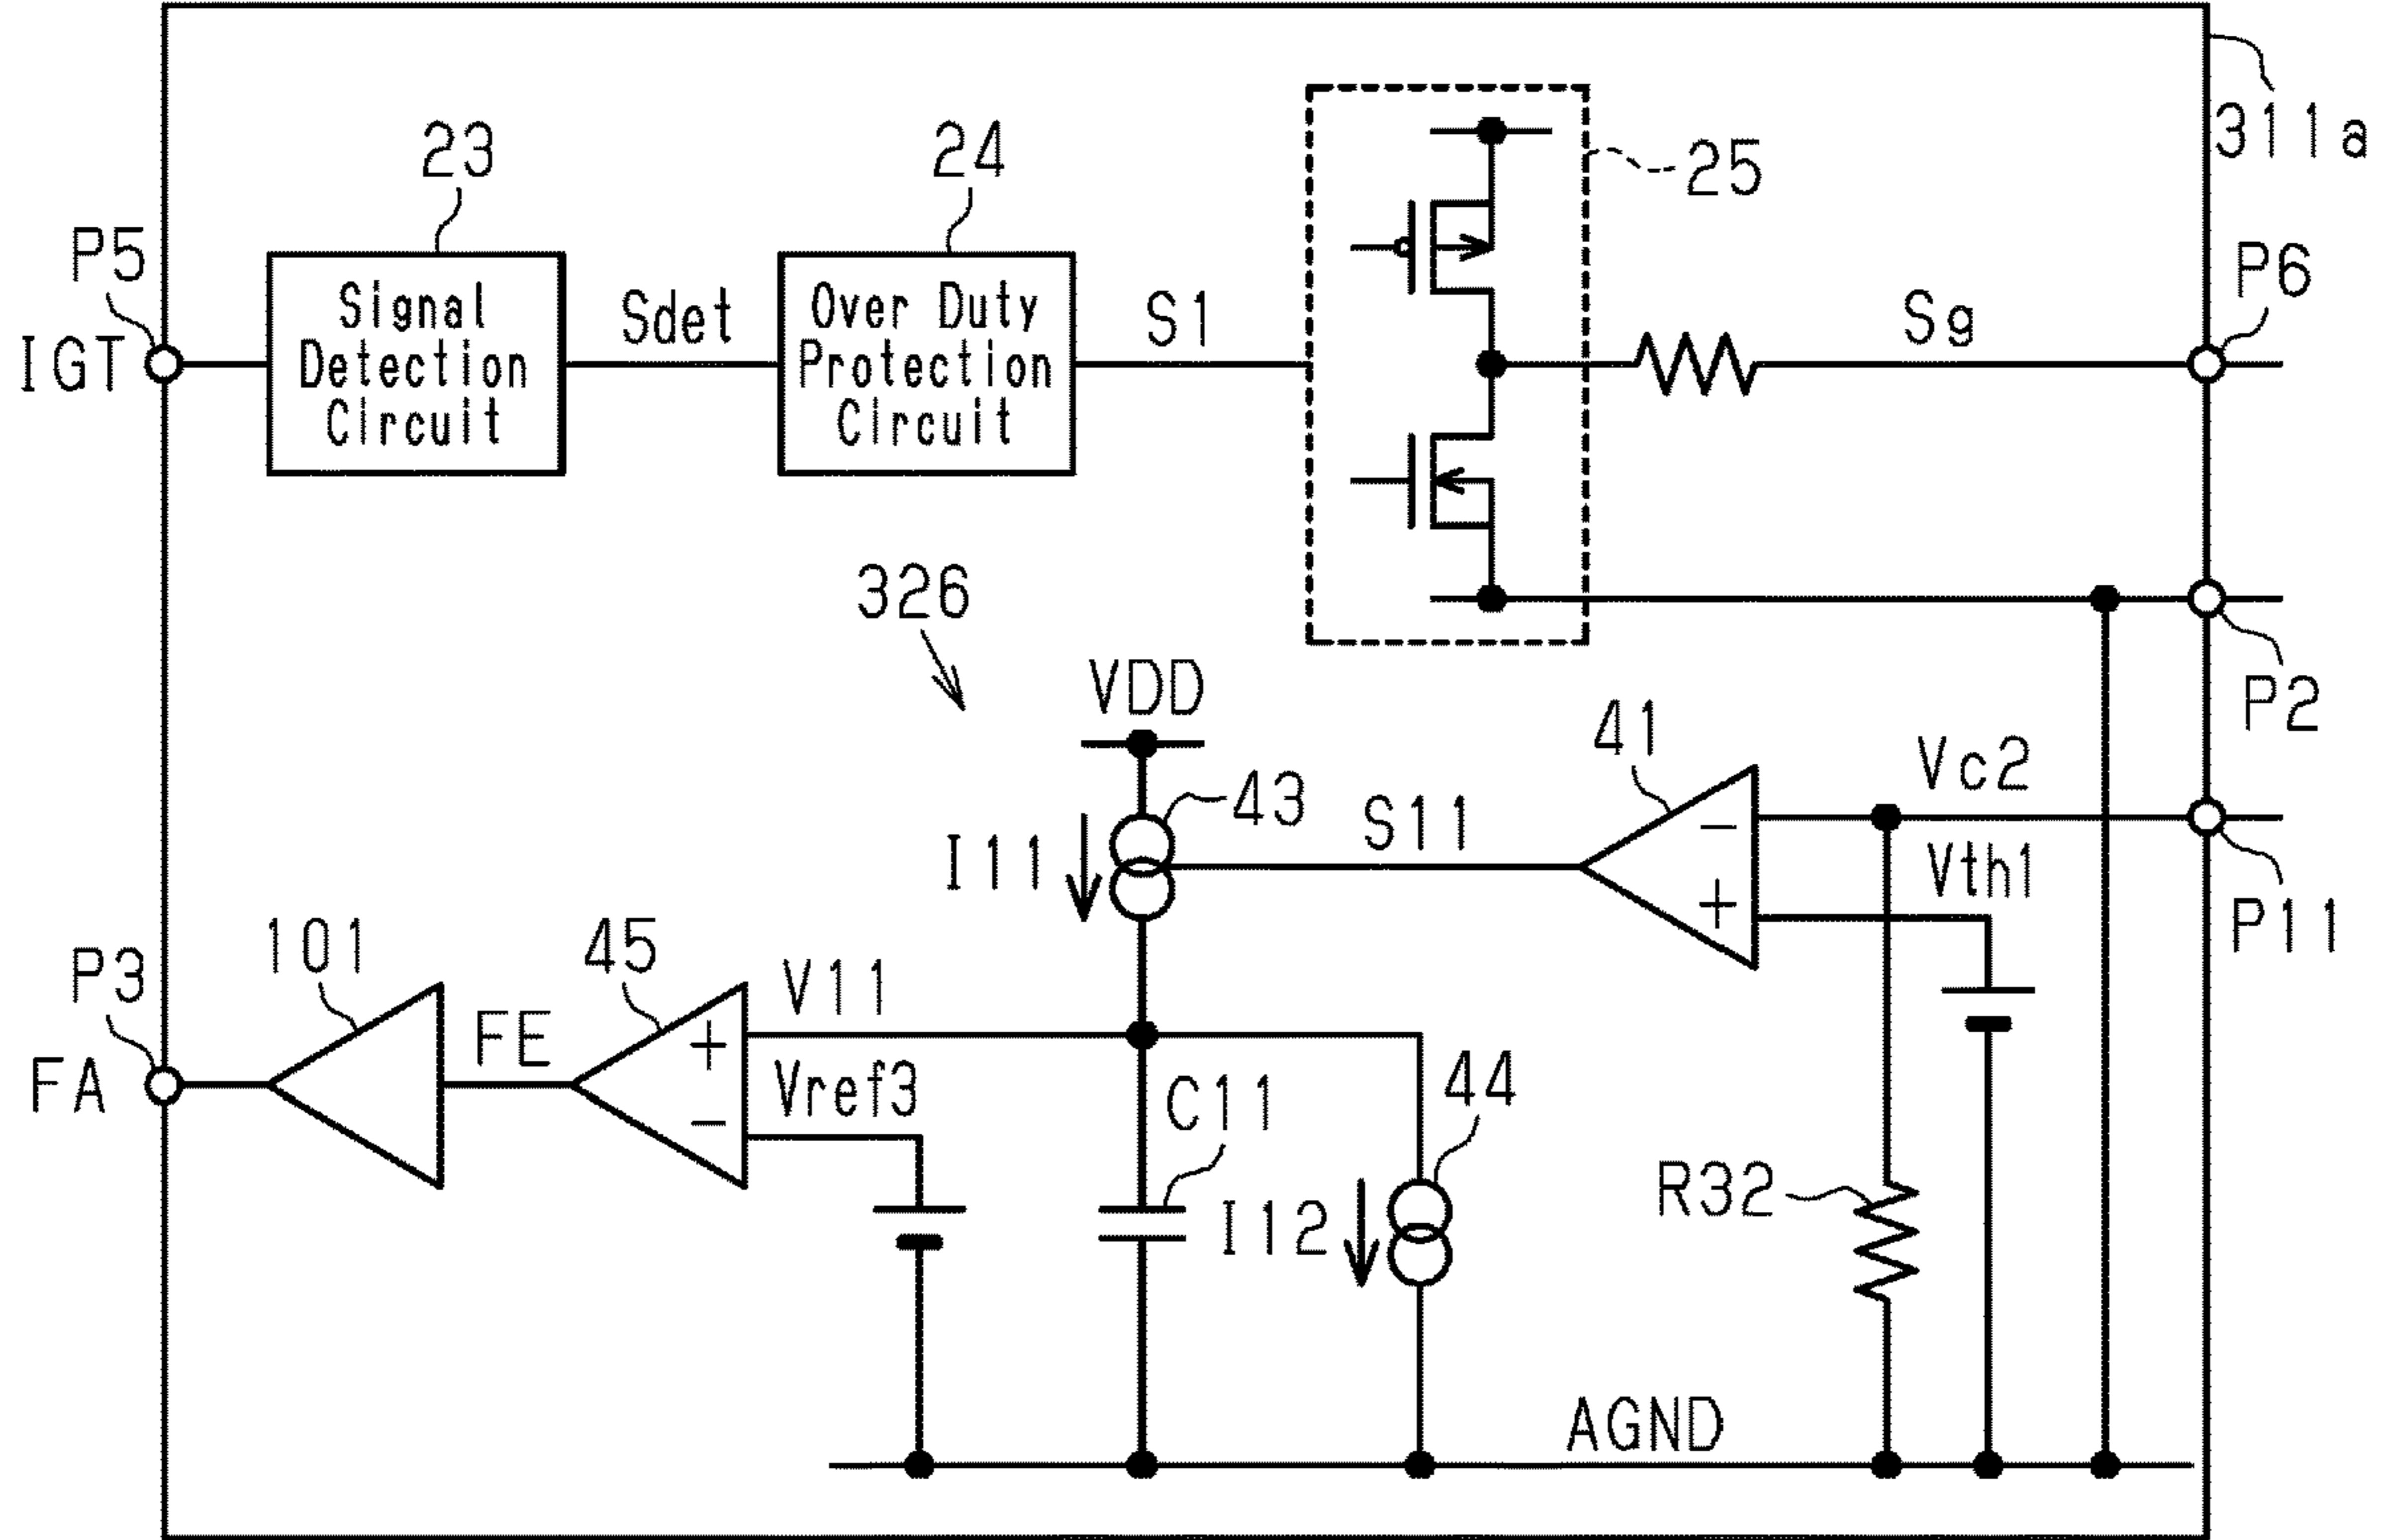 311a
23
24
25
P5
IGT
Signal
Detection
Circuit
Sdet
Over Duty
Protection
Circuit
S1
Sg
P6
326
P2
VDD
41
Vc2
43
S11
I11
-
+
Vth1
P11
P3
101
45
V11
FE
+
-
Vref3
FA
C11
44
I12
R32
AGND